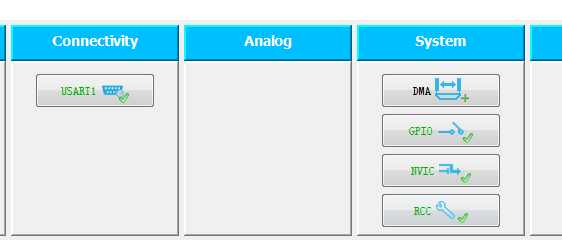 Connectivity
Analog
System
USART1
DMA
GPIO
NVIC
RCC